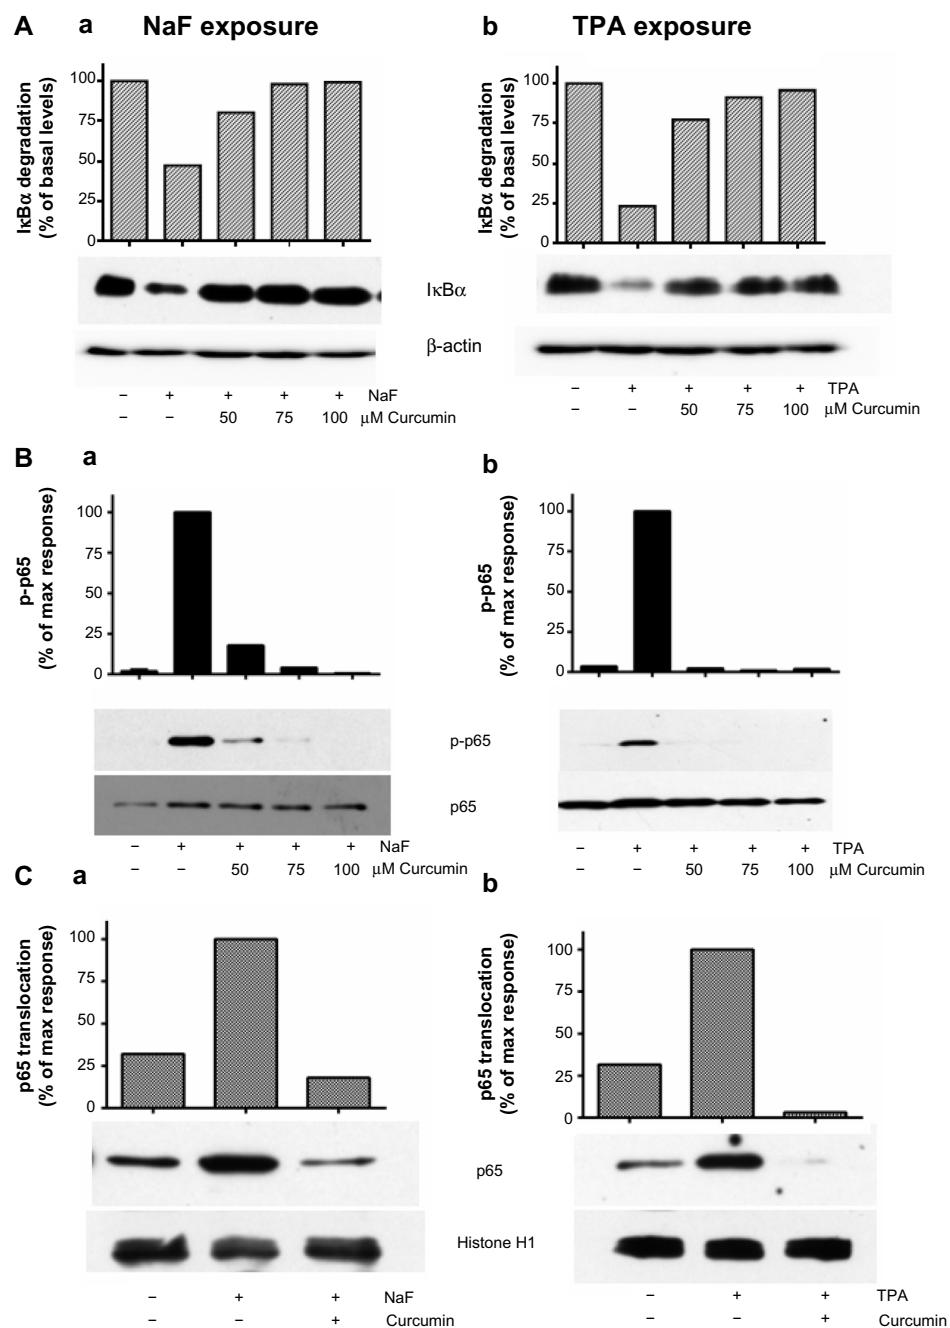 A a NaF exposure b TPA exposure
IκBα degradation
(% of basal levels)
100
75
50
25
0
IκBα degradation
(% of basal levels)
100
75
50
25
0
IκBα
β-actin
– + + + + NaF
– – 50 75 100 μM Curcumin
– + + + + TPA
– – 50 75 100 μM Curcumin
B a b
p-p65
(% of max response)
100
75
50
25
0
p-p65
(% of max response)
100
75
50
25
0
p-p65
p65
– + + + + NaF
– – 50 75 100 μM Curcumin
– + + + + TPA
– – 50 75 100 μM Curcumin
C a b
p65 translocation
(% of max response)
100
75
50
25
0
p65 translocation
(% of max response)
100
75
50
25
0
p65
Histone H1
– + + NaF
– – + Curcumin
– + + TPA
– – + Curcumin